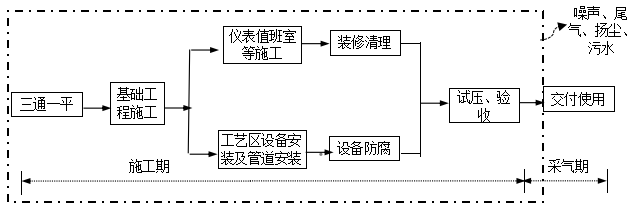 噪声、尾
气、扬尘、
污水
仪表值班室
等施工
装修清理
三通一平
基础工
程施工
试压、验
收
交付使用
工艺区设备安
装及管道安装
设备防腐
施工期
采气期